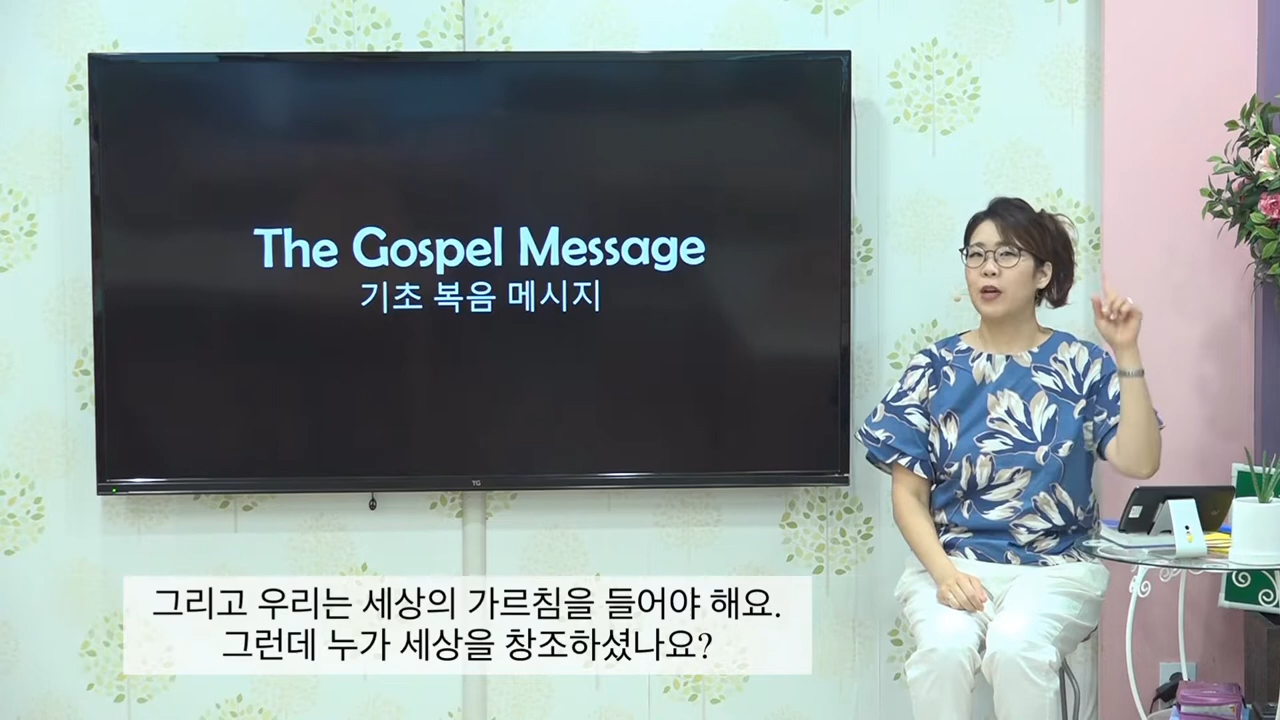 The Gospel Message
기초 복음 메시지
TG
그리고 우리는 세상의 가르침을 들어야 해요.
그런데 누가 세상을 창조하셨나요?